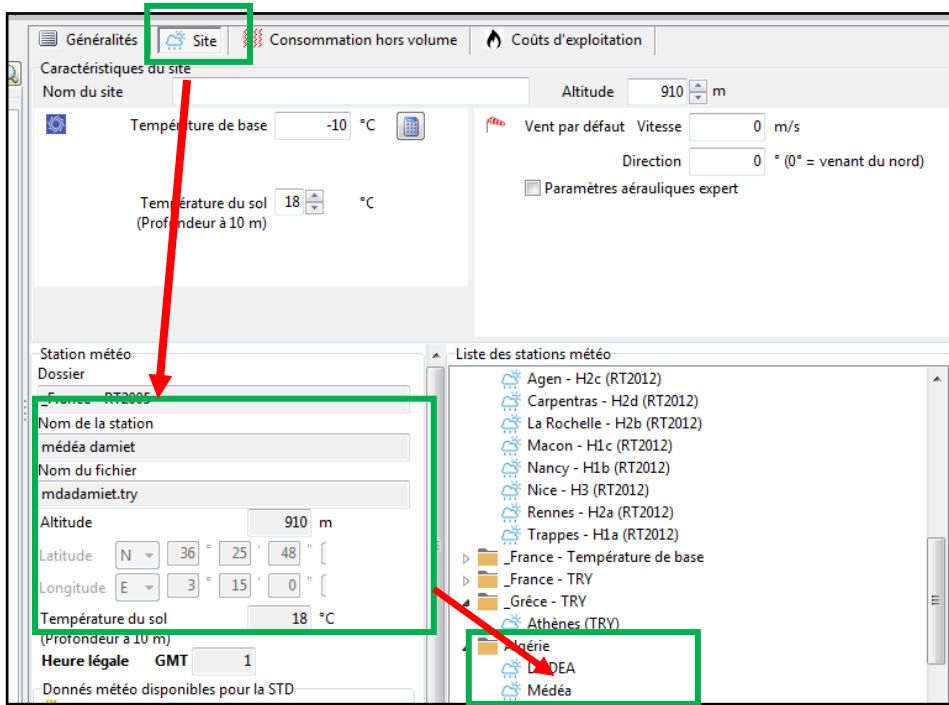 Généralités Site Consommation hors volume Coûts d'exploitation
Caractéristiques du site
Nom du site Altitude 910 m
Température de base -10 °C Vent par défaut Vitesse 0 m/s
Direction 0 ° (0° = venant du nord)
Paramètres aérauliques expert
Température du sol 18 °C
(Profondeur à 10 m)
Station météo
Dossier
_France - RT2005
Nom de la station
médéa damiet
Nom du fichier
mdadamiet.try
Altitude 910 m
Latitude N 36 ° 25 ' 48 "
Longitude E 3 ° 15 ' 0 "
Température du sol 18 °C
(Profondeur à 10 m)
Heure légale GMT 1
Donnés météo disponibles pour la STD
Liste des stations météo
Agen - H2c (RT2012)
Carpentras - H2d (RT2012)
La Rochelle - H2b (RT2012)
Macon - H1c (RT2012)
Nancy - H1b (RT2012)
Nice - H3 (RT2012)
Rennes - H2a (RT2012)
Trappes - H1a (RT2012)
_France - Température de base
_France - TRY
_Grèce - TRY
Athènes (TRY)
Algérie
Médéa